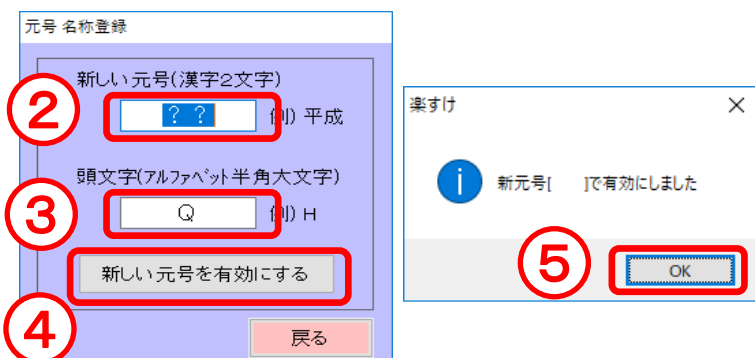 元号 名称登録
新しい元号(漢字2文字)
②
? ?
例) 平成
頭文字(アルファベット半角大文字)
③
Q
例) H
新しい元号を有効にする
④
戻る
楽すけ
新元号[　　]で有効にしました
⑤
OK